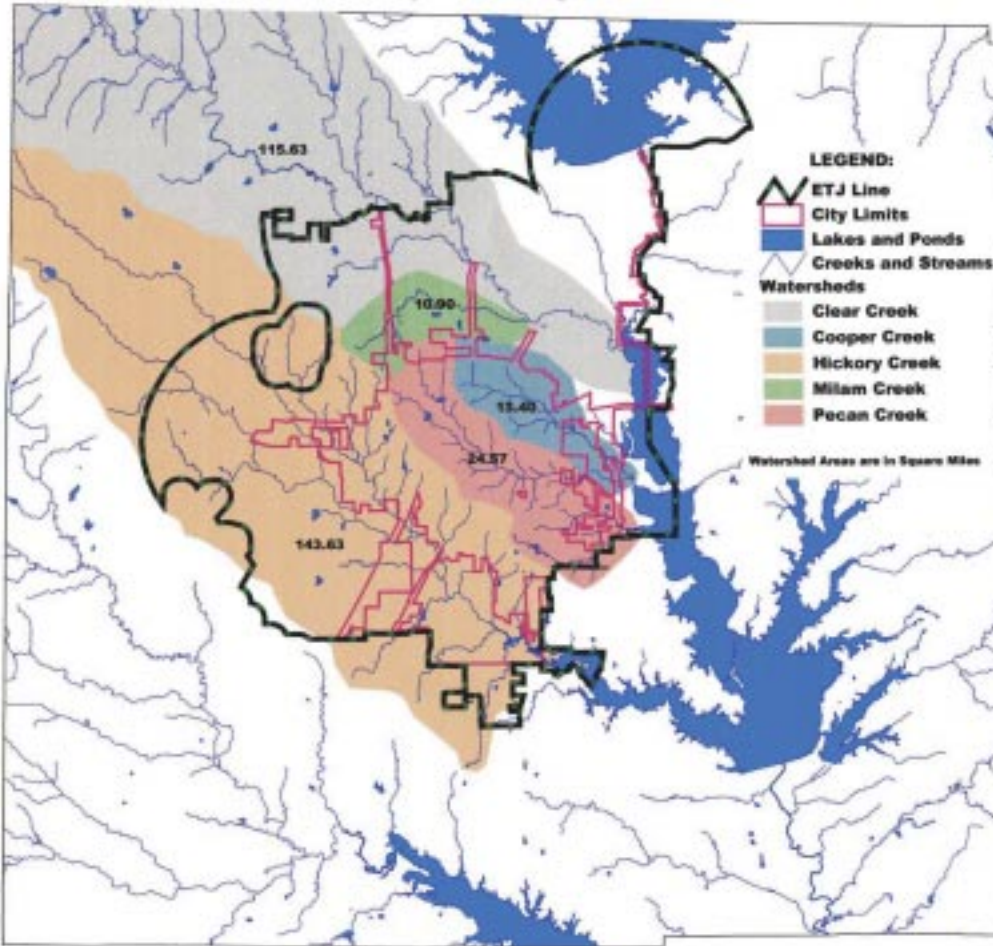 115.63
LEGEND:
ETJ Line
City Limits
Lakes and Ponds
Creeks and Streams
Watersheds
Clear Creek
Cooper Creek
Hickory Creek
Milam Creek
Pecan Creek
10.90
13.40
24.57
Watershed Areas are in Square Miles
143.63